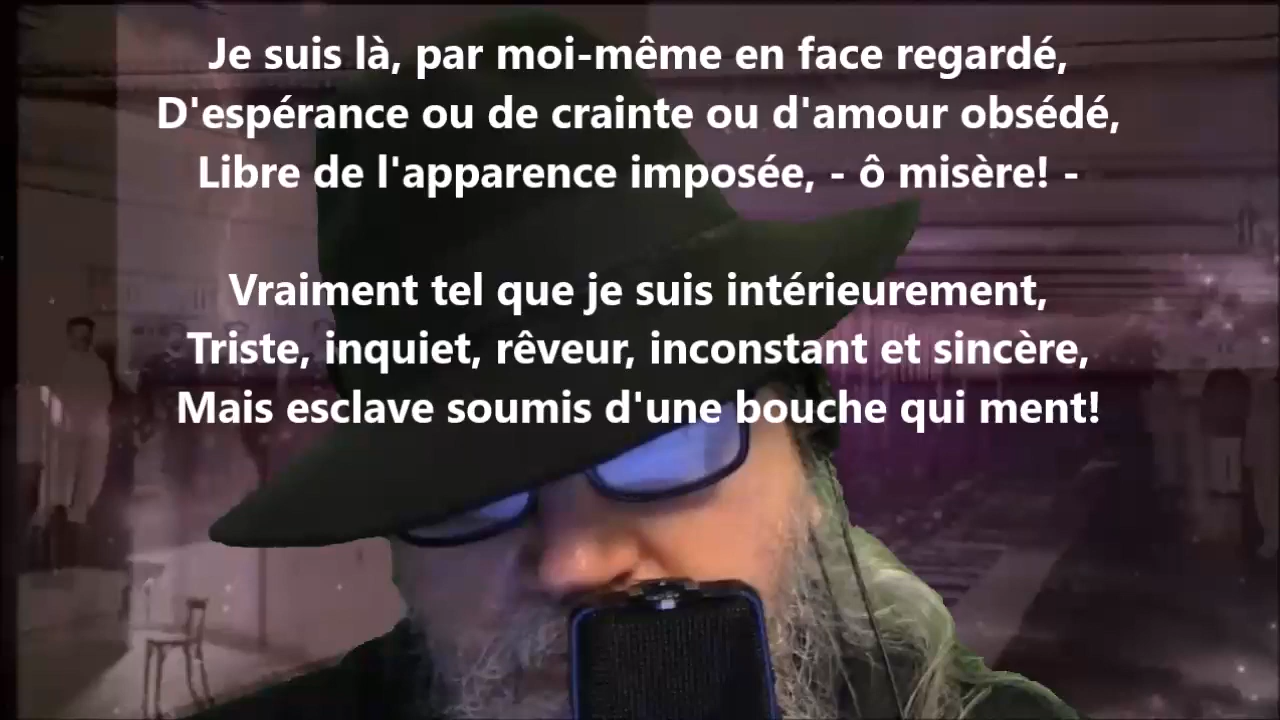 Je suis là, par moi-même en face regardé,
D'espérance ou de crainte ou d'amour obsédé,
Libre de l'apparence imposée, - ô misère! -
Vraiment tel que je suis intérieurement,
Triste, inquiet, rêveur, inconstant et sincère,
Mais esclave soumis d'une bouche qui ment!